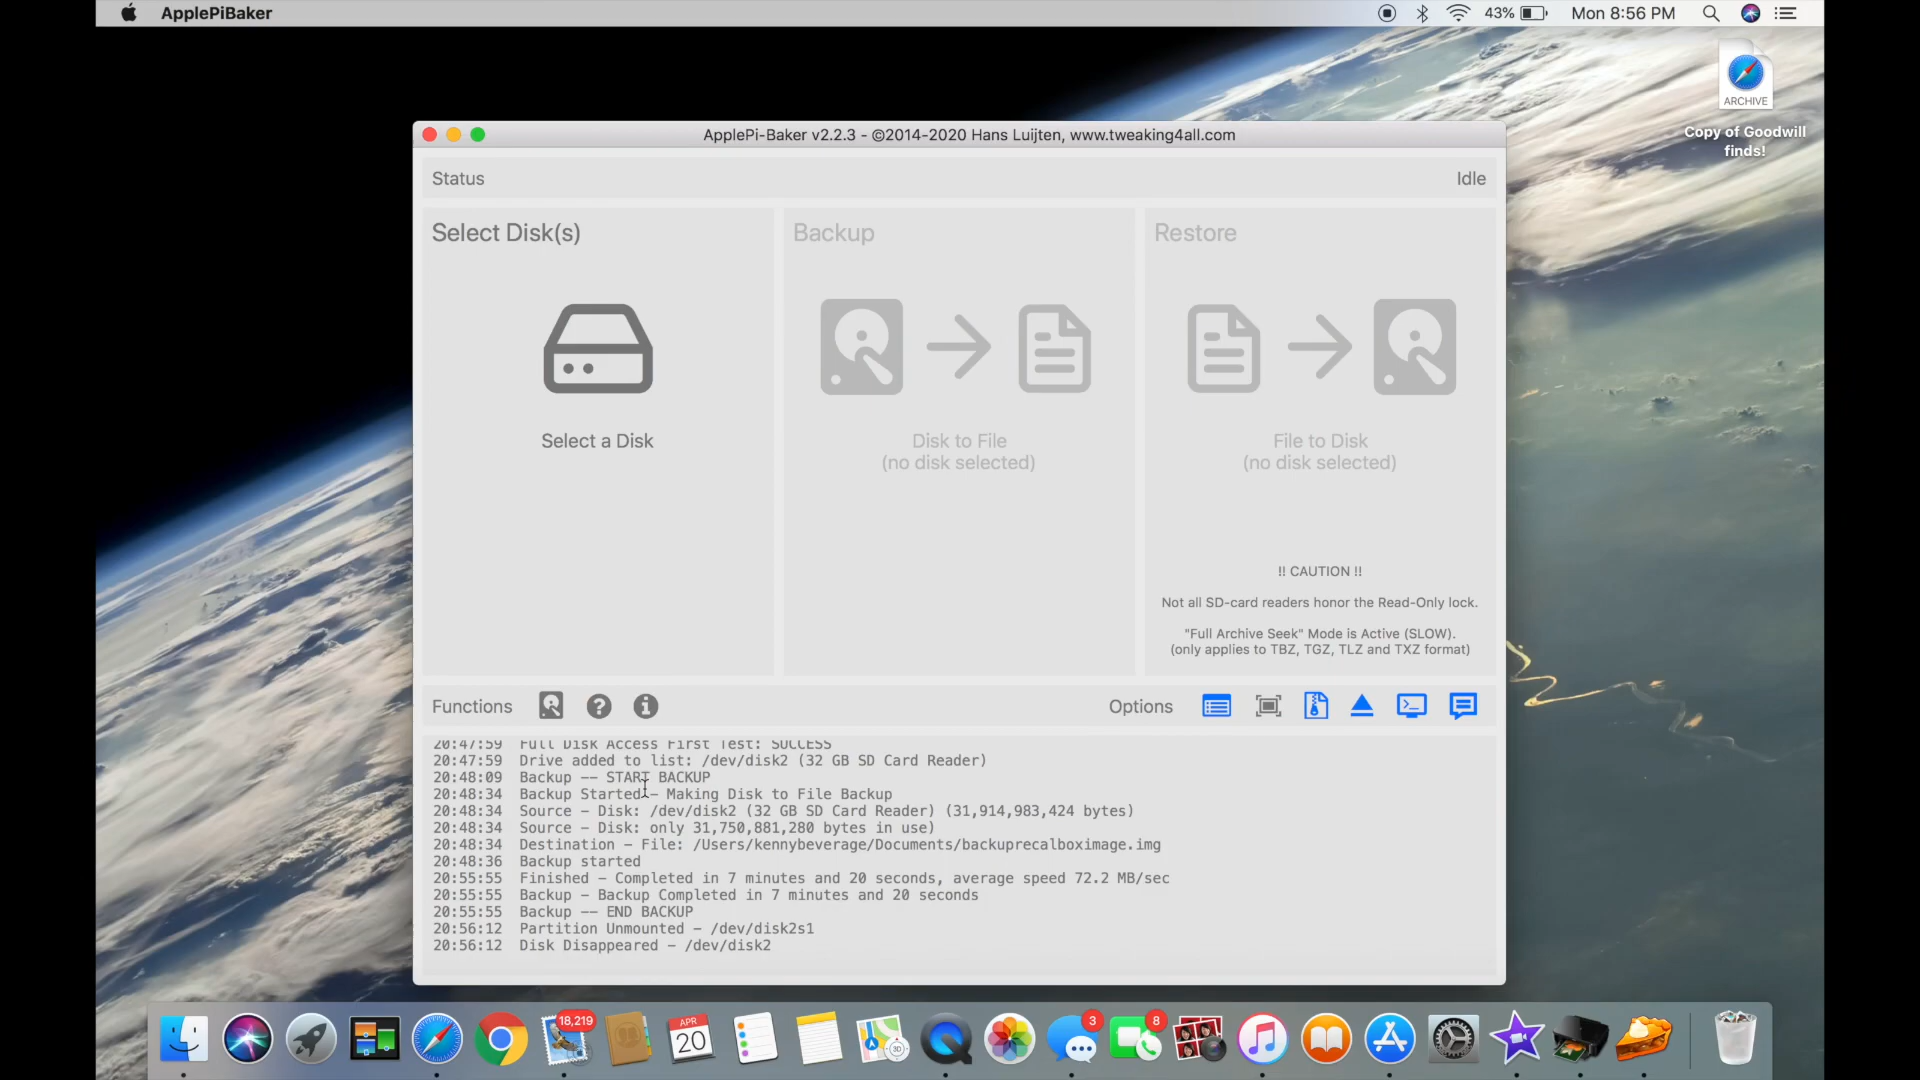 ApplePiBaker
43%
Mon 8:56 PM
ARCHIVE
Copy of Goodwill
finds!
ApplePi-Baker v2.2.3 - ©2014-2020 Hans Luijten, www.tweaking4all.com
Status
Idle
Select Disk(s)
Backup
Restore
Select a Disk
Disk to File
(no disk selected)
File to Disk
(no disk selected)
!! CAUTION !!
Not all SD-card readers honor the Read-Only lock.
"Full Archive Seek" Mode is Active (SLOW).
(only applies to TBZ, TGZ, TLZ and TXZ format)
Functions
Options
20:47:59 Full Disk Access First Test: SUCCESS
20:47:59 Drive added to list: /dev/disk2 (32 GB SD Card Reader)
20:48:09 Backup -- START BACKUP
20:48:34 Backup Started - Making Disk to File Backup
20:48:34 Source - Disk: /dev/disk2 (32 GB SD Card Reader) (31,914,983,424 bytes)
20:48:34 Source - Disk: only 31,750,881,280 bytes in use)
20:48:34 Destination - File: /Users/kennybeverage/Documents/backuprecalboximage.img
20:48:36 Backup started
20:55:55 Finished - Completed in 7 minutes and 20 seconds, average speed 72.2 MB/sec
20:55:55 Backup - Backup Completed in 7 minutes and 20 seconds
20:55:55 Backup -- END BACKUP
20:56:12 Partition Unmounted - /dev/disk2s1
20:56:12 Disk Disappeared - /dev/disk2
18,219
APR
20
3D
3
8